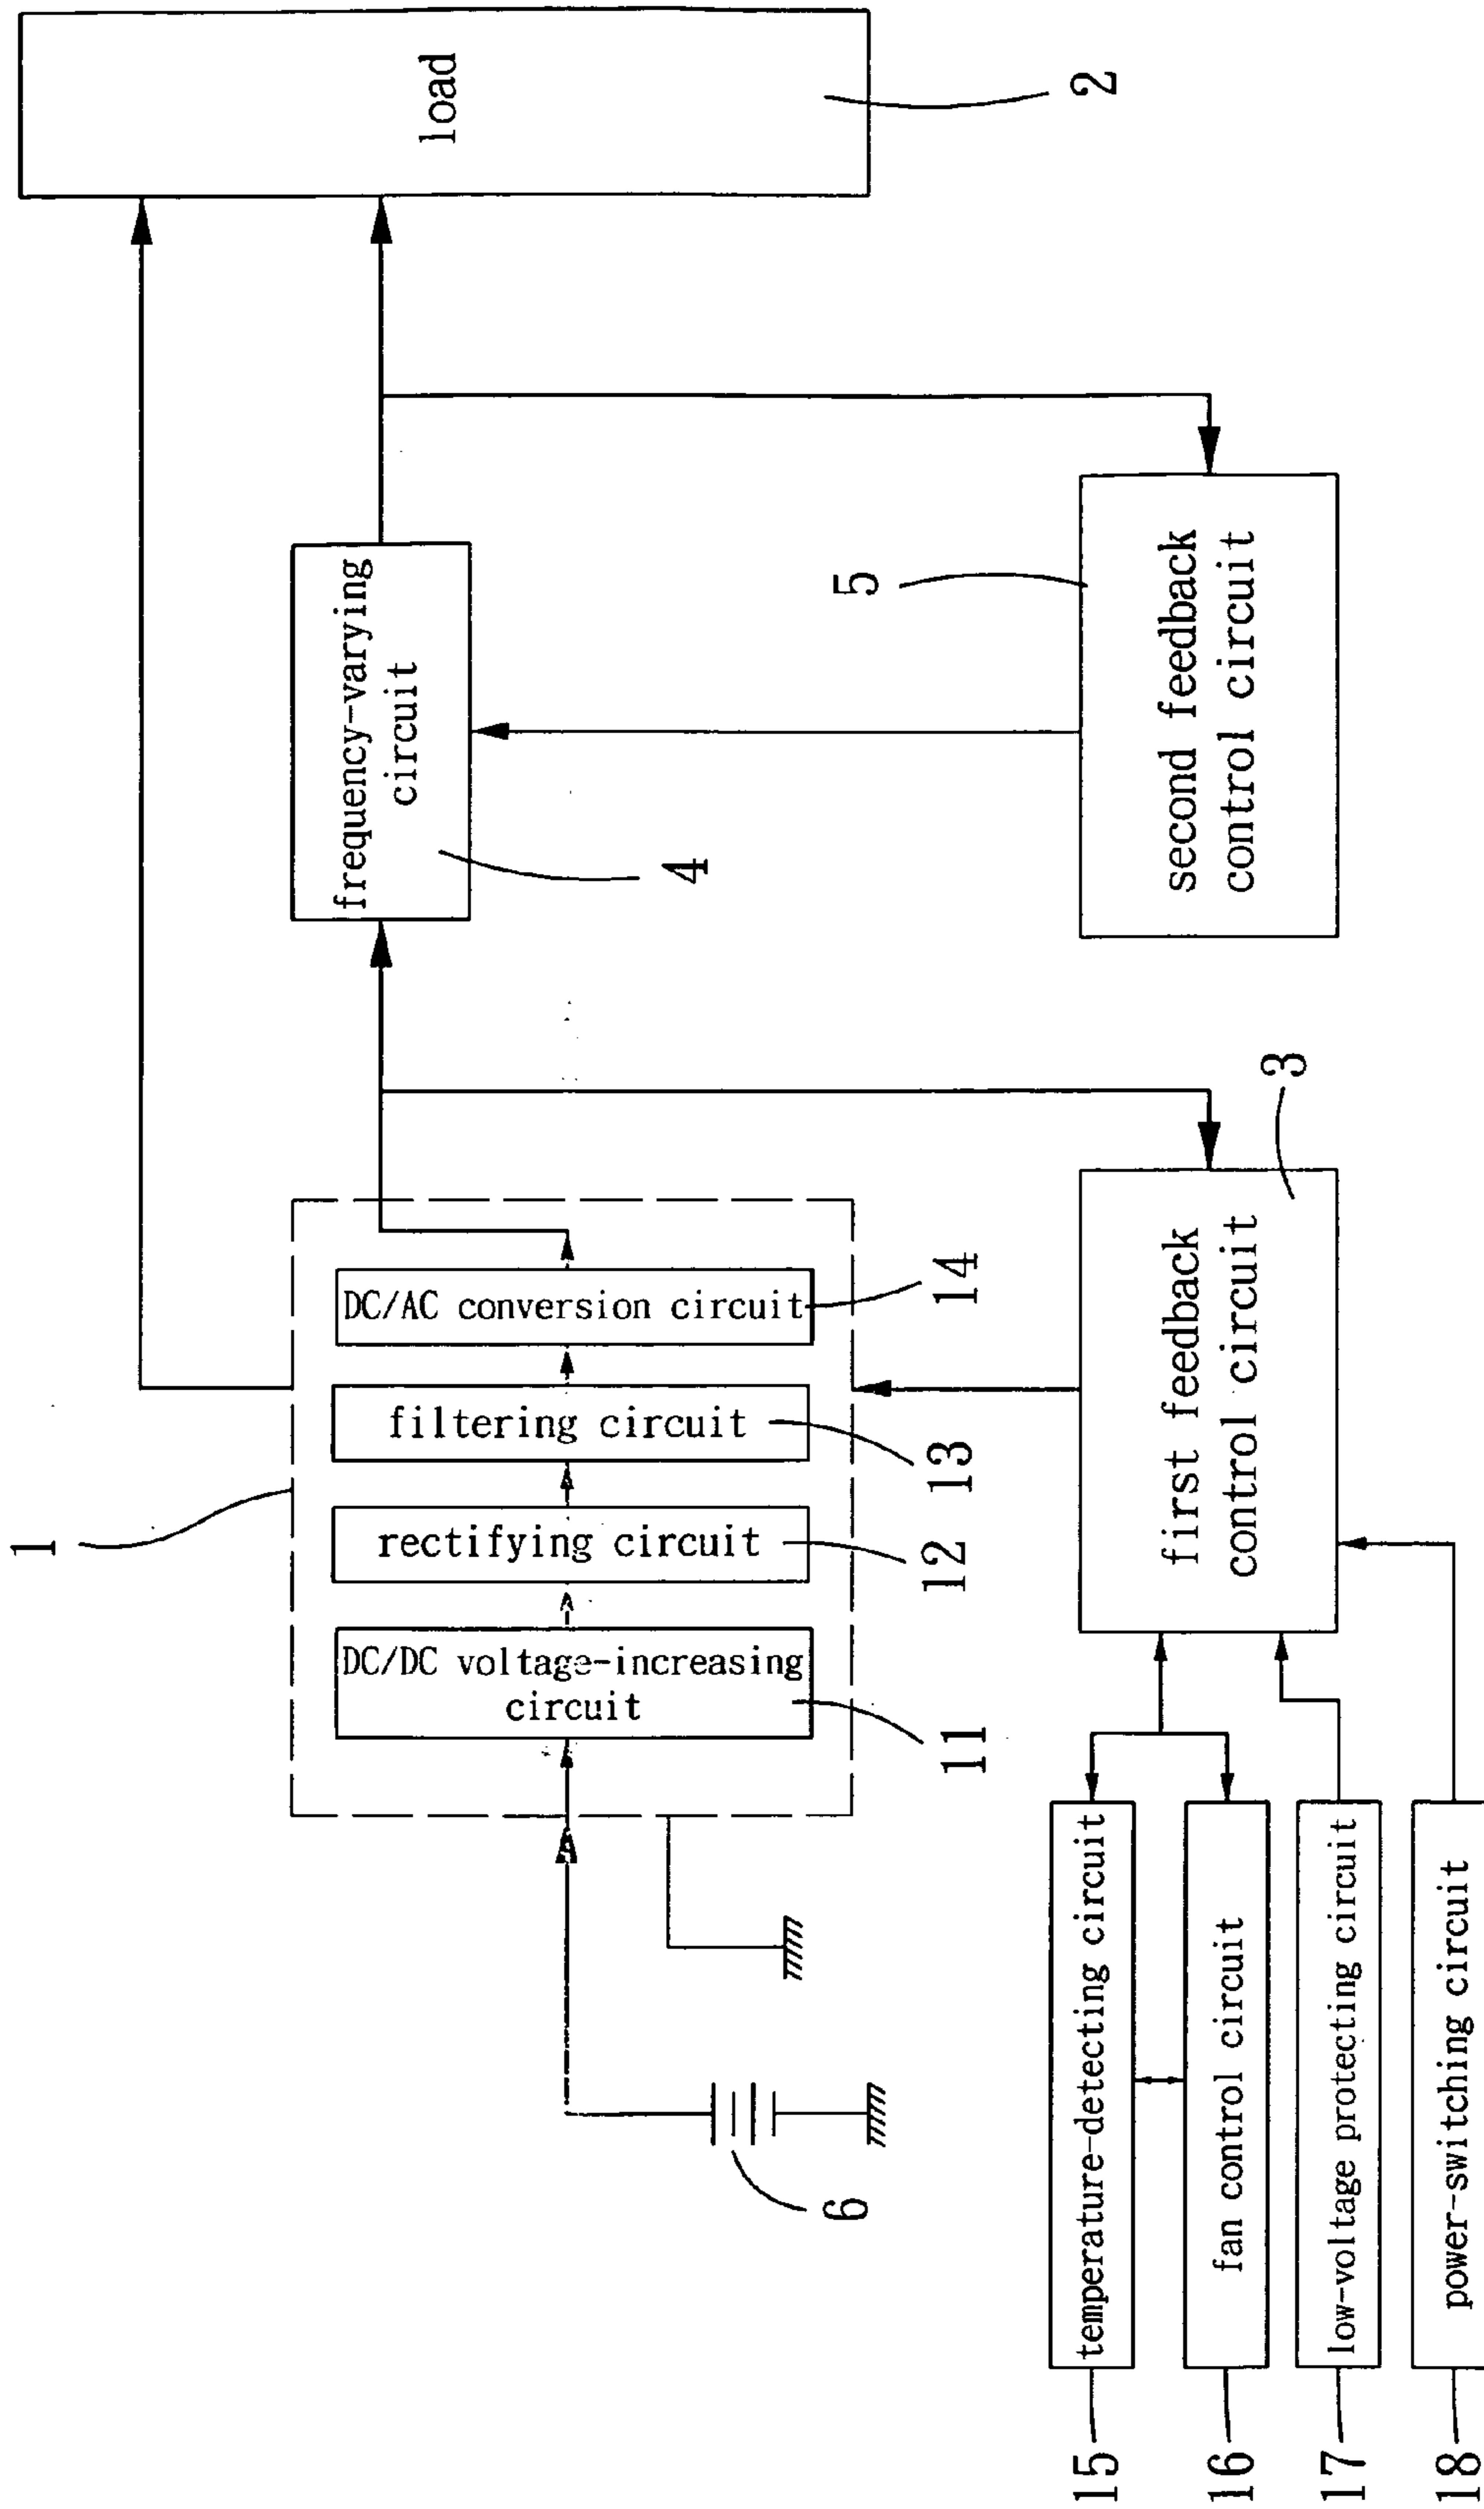 load
2
frequency-varying
circuit
4
5
second feedback
control circuit
1
DC/DC voltage-increasing
circuit
11
rectifying circuit
12
filtering circuit
13
DC/AC conversion circuit
14
first feedback
control circuit
3
6
15
temperature-detecting circuit
16
fan control circuit
17
low-voltage protecting circuit
18
power-switching circuit